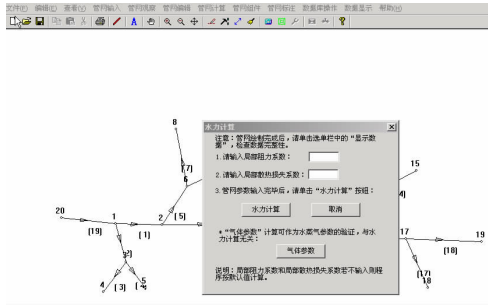 文件(F) 编辑(E) 查看(V) 管网输入 管网观察 管网编辑 管网计算 管网组件 管网标注 数据库操作 数据显示 帮助(H)
A
8
水力计算
注意：管网绘制完成后，请单击选单栏中的“显示数
据”，检查数据完整性。
1.请输入局部阻力系数：
15
[7]
2.请输入局部散热损失系数：
6
3.管网参数输入完毕后，请单击“水力计算”按钮：
水力计算 取消
20
1
2
[5]
17
19
[19]
[1]
*“气体参数”计算可作为水蒸气体参数的验证，与水
力计算无关：
[18]
气体参数
说明：局部阻力系数和局部散热损失系数若不输入则程
序按默认值计算。
[17]
18
4
[3]
5